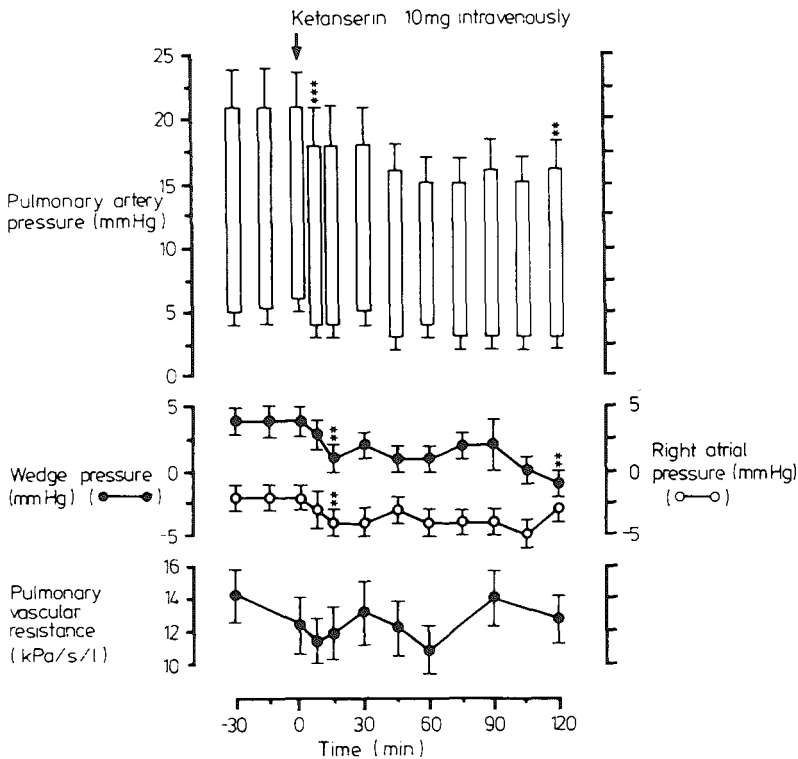 Ketanserin 10mg intravenously
25
20
15
10
5
0
***
**
Pulmonary artery
pressure (mmHg)
5
0
-5
Wedge pressure
(mmHg) ( )
**
**
**
5
0
-5
Right atrial
pressure (mmHg)
( )
16
14
12
10
Pulmonary
vascular
resistance
(kPa/s/l)
-30 0 30 60 90 120
Time (min)